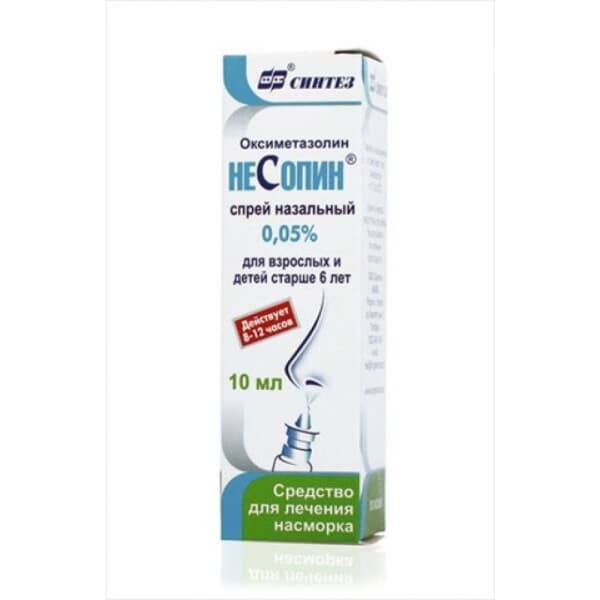 ® СИНТЕЗ
Оксиметазолин
НЕСОПИН®
спрей назальный
0,05%
для взрослых и
детей старше 6 лет
Действует
8-12 часов
10 мл
Средство
для лечения
насморка